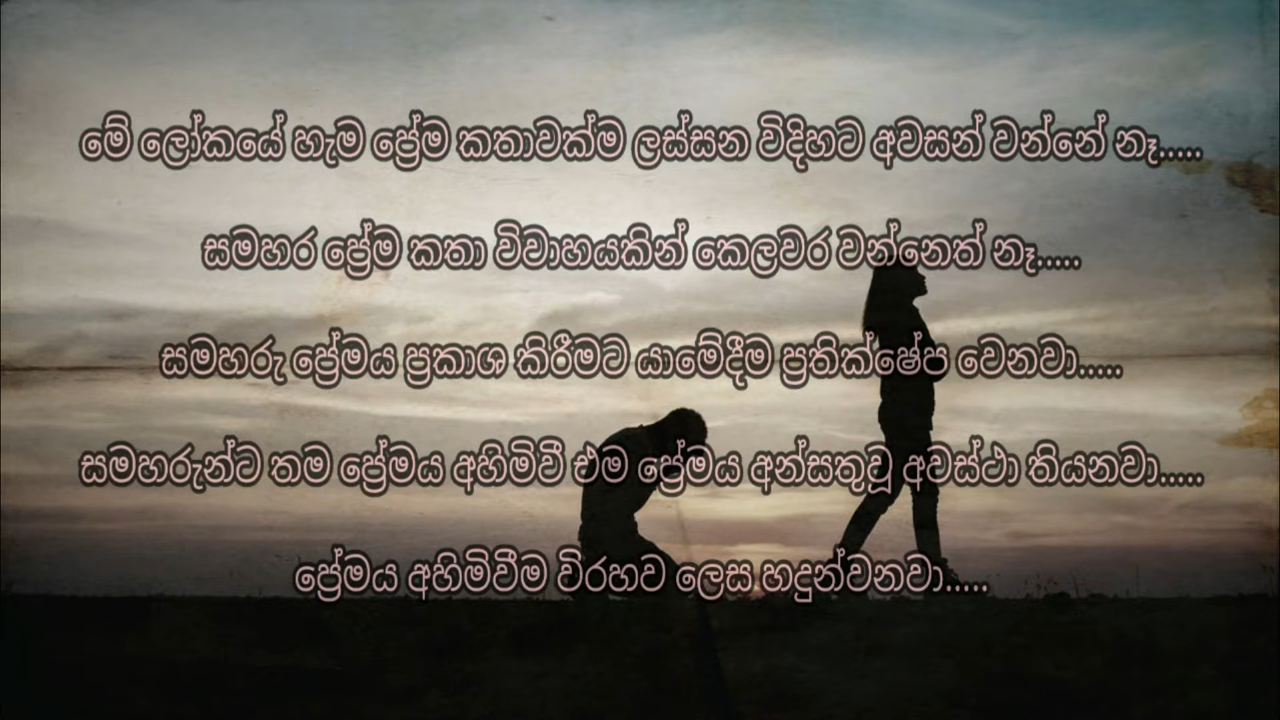 මේ ලෝකයේ හැම ප්‍රේම කතාවක්ම ලස්සන විදිහට අවසන් වන්නේ නෑ.....
සමහර ප්‍රේම කතා විවාහයකින් කෙලවර වන්නෙත් නෑ.....
සමහරු ප්‍රේමය ප්‍රකාශ කිරීමට යාමේදීම ප්‍රතික්ෂේප වෙනවා.....
සමහරුන්ට තම ප්‍රේමය අහිමිවී එම ප්‍රේමය අන්සතුවූ අවස්ථා තියනවා.....
ප්‍රේමය අහිමිවීම විරහව ලෙස හදුන්වනවා.....